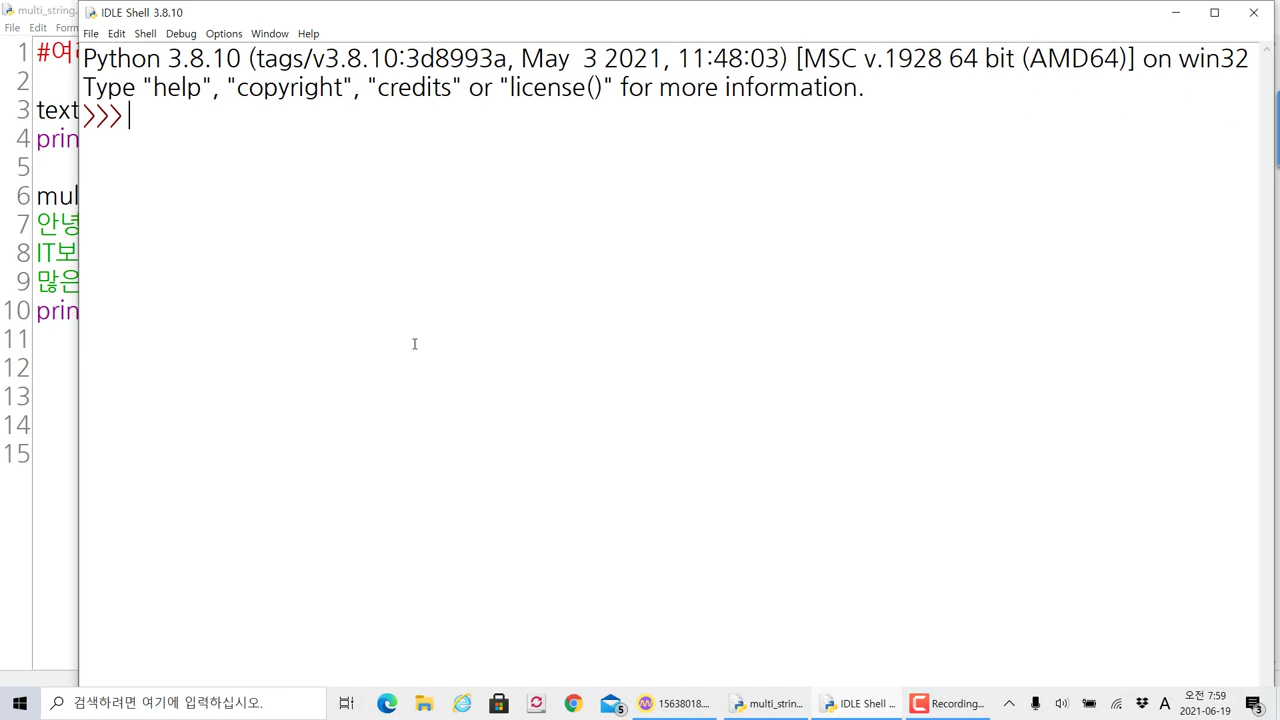 multi_string.
File Edit Form
1 #여러
2
3 text
4 prin
5
6 mul
7 안녕
8 IT보
9 많은
10 prin
11
12
13
14
15
IDLE Shell 3.8.10
File Edit Shell Debug Options Window Help
Python 3.8.10 (tags/v3.8.10:3d8993a, May  3 2021, 11:48:03) [MSC v.1928 64 bit (AMD64)] on win32
Type "help", "copyright", "credits" or "license()" for more information.
>>>
검색하려면 여기에 입력하십시오.
5
15638018....
multi_strin...
IDLE Shell ...
Recording...
A
오전 7:59
2021-06-19
3